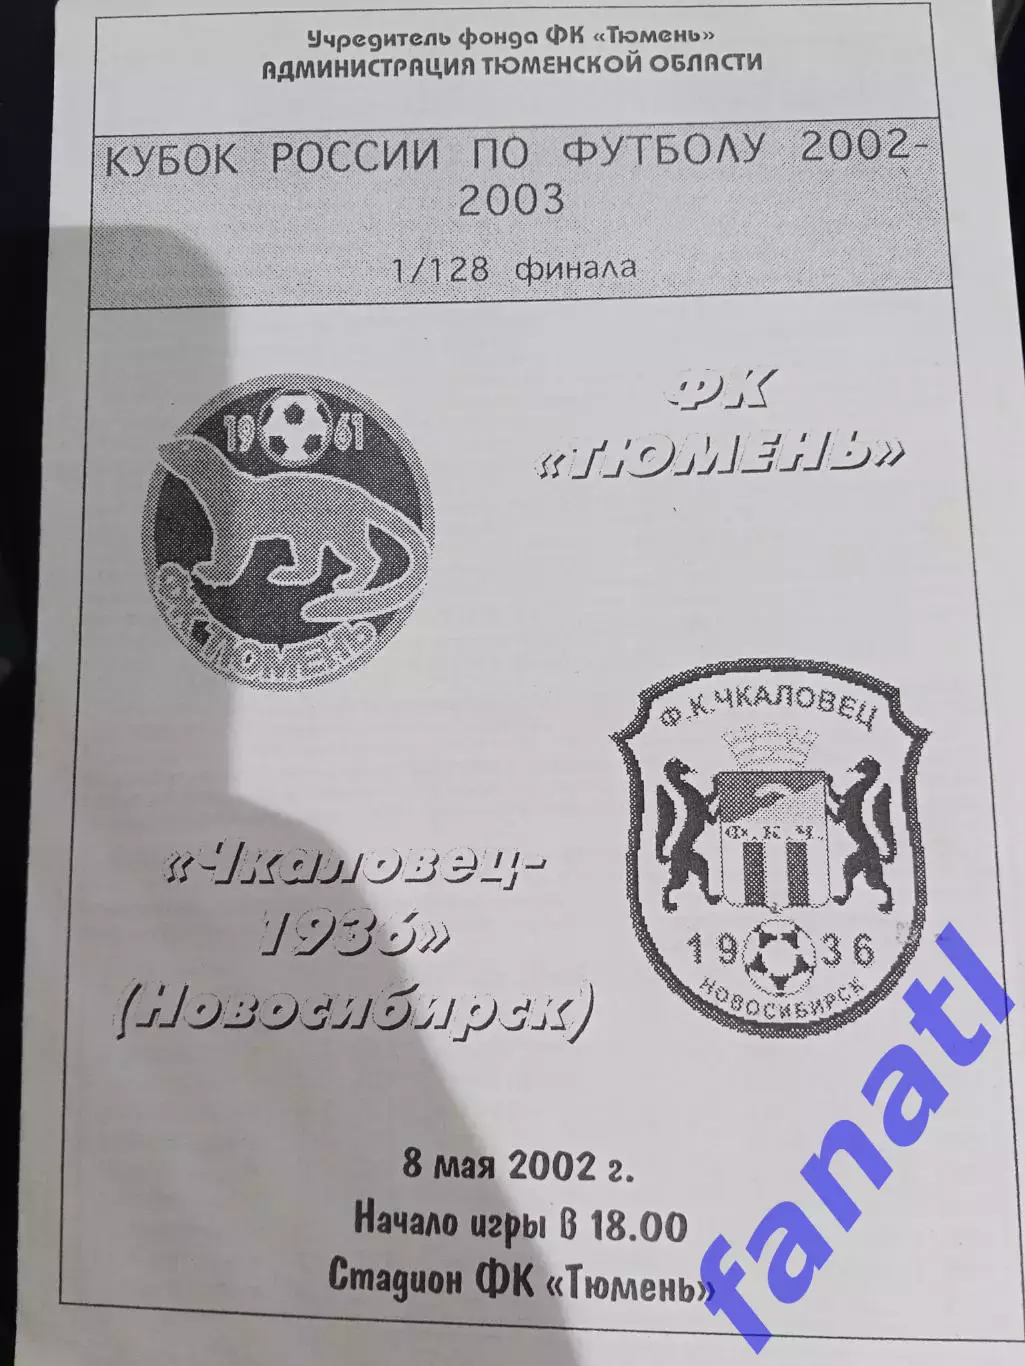 Учредитель фонда ФК «Тюмень»
АДМИНИСТРАЦИЯ ТЮМЕНСКОЙ ОБЛАСТИ
КУБОК РОССИИ ПО ФУТБОЛУ 2002-
2003
1/128 финала
ФК
«ТЮМЕНЬ»
19 61
ФК ТЮМЕНЬ
Ф.К.ЧКАЛОВЕЦ
Ф. К. Ч.
19 36
НОВОСИБИРСК
«Чкаловец-
1936»
(Новосибирск)
8 мая 2002 г.
Начало игры в 18.00
Стадион ФК «Тюмень»
fanatl